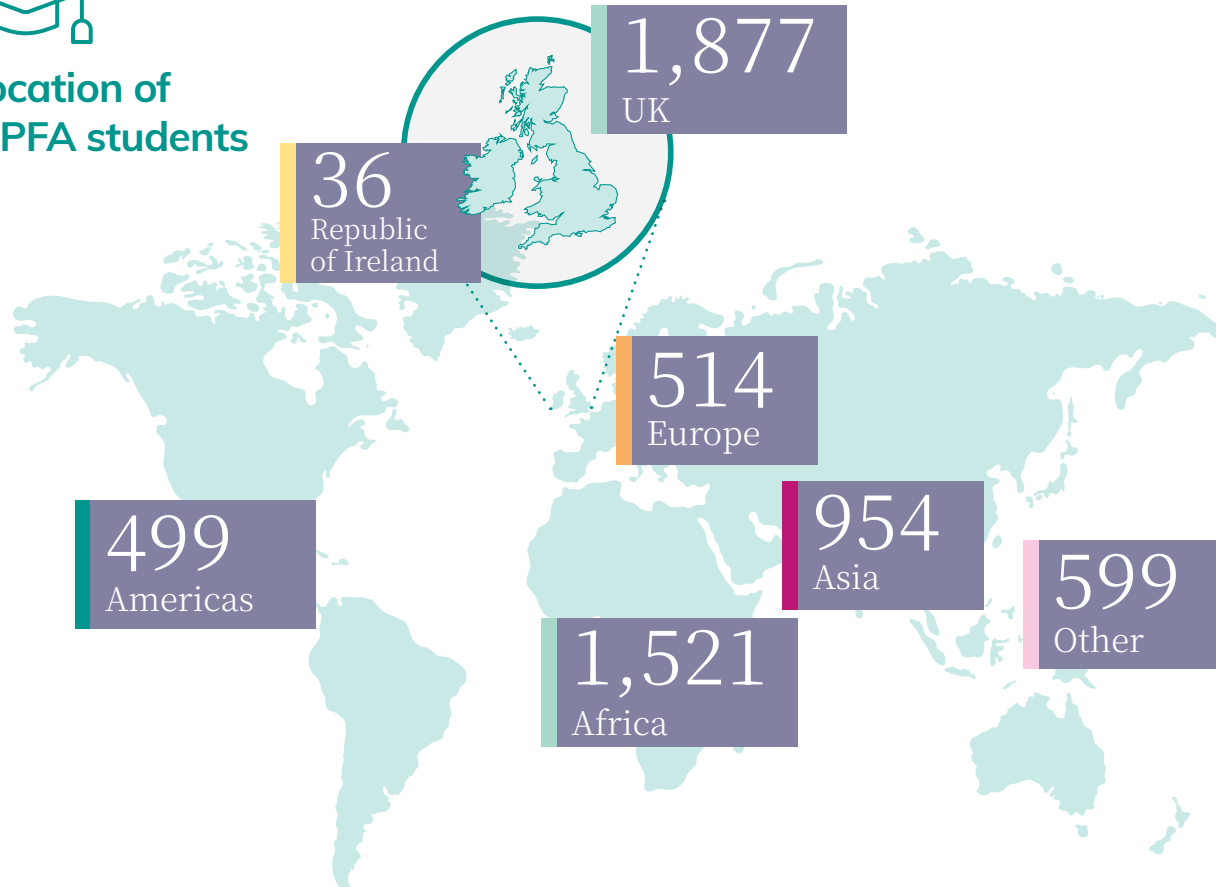 of
PFA students
1,877
UK
36
Republic
of Ireland
514
Europe
499
Americas
954
Asia
599
Other
1,521
Africa